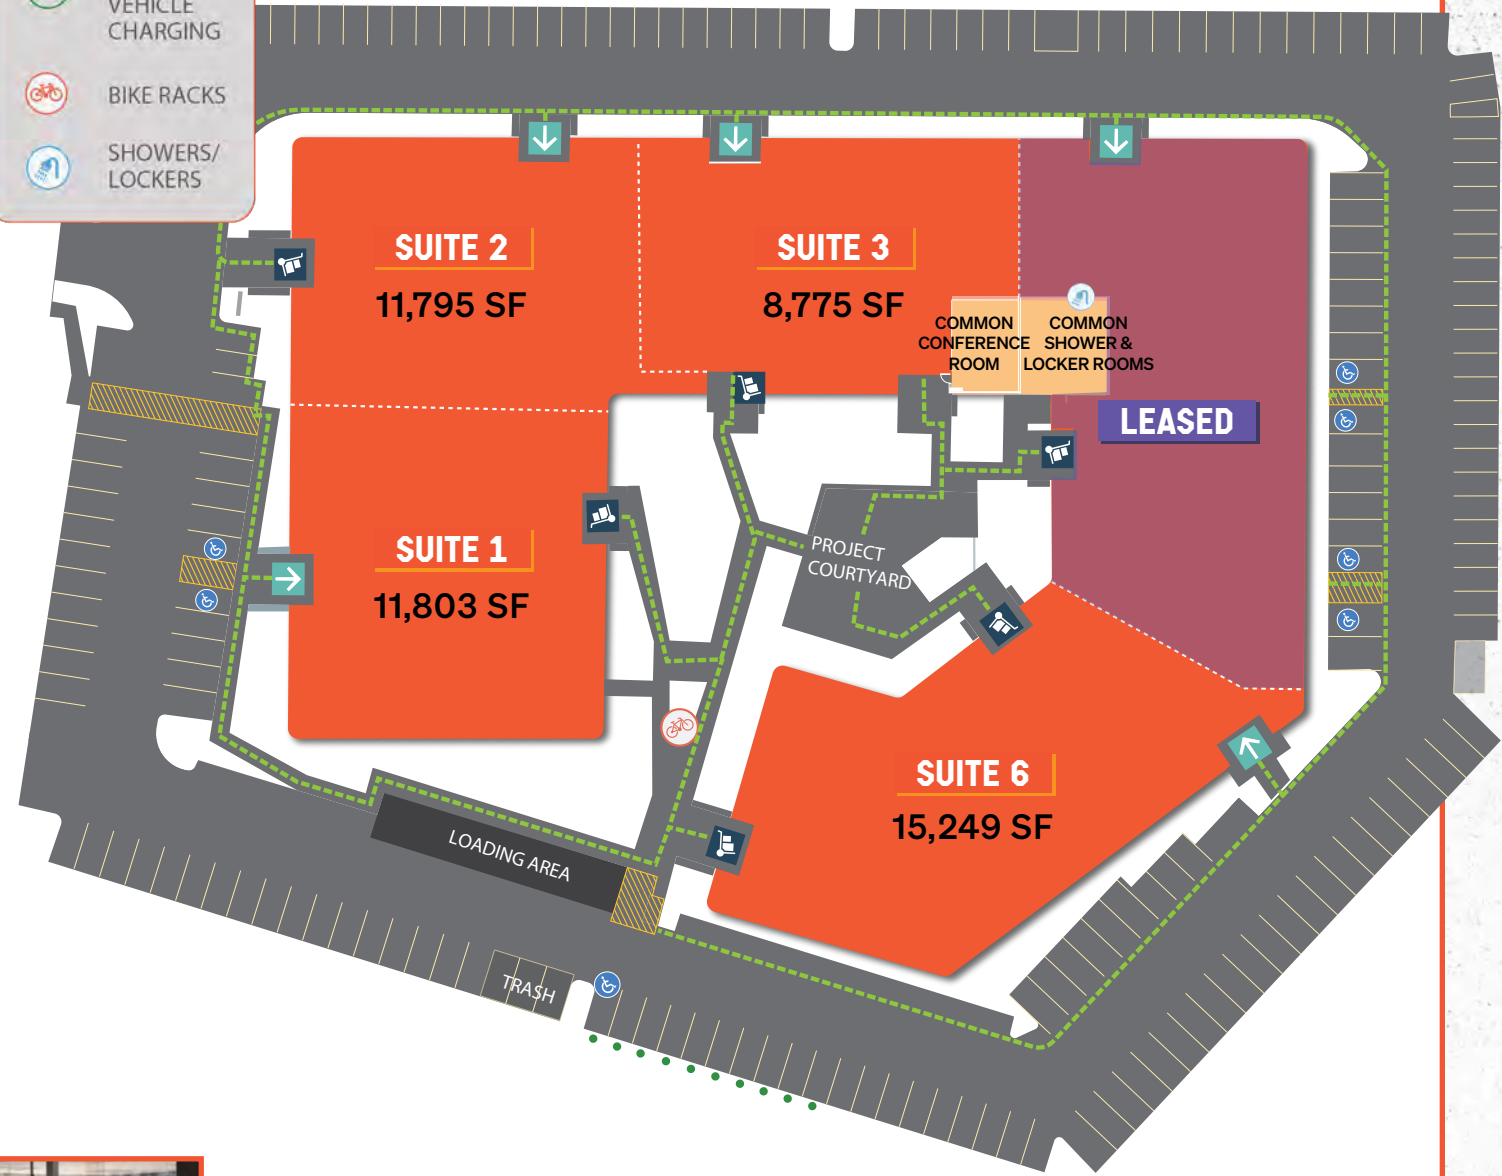 VEHICLE
CHARGING
BIKE RACKS
SHOWERS/
LOCKERS
SUITE 2
11,795 SF
SUITE 3
8,775 SF
COMMON
CONFERENCE
ROOM
COMMON
SHOWER &
LOCKER ROOMS
LEASED
SUITE 1
11,803 SF
PROJECT
COURTYARD
SUITE 6
15,249 SF
LOADING AREA
TRASH